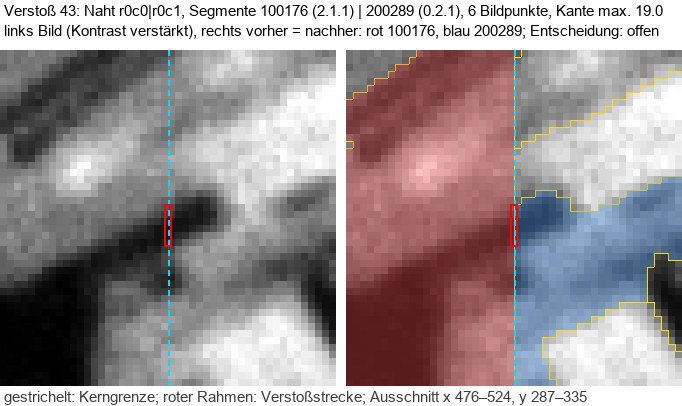 Verstoß 43: Naht r0c0|r0c1, Segmente 100176 (2.1.1) | 200289 (0.2.1), 6 Bildpunkte, Kante max. 19.0
links Bild (Kontrast verstärkt), rechts vorher = nachher: rot 100176, blau 200289; Entscheidung: offen
gestrichelt: Kerngrenze; roter Rahmen: Verstoßstrecke; Ausschnitt x 476–524, y 287–335